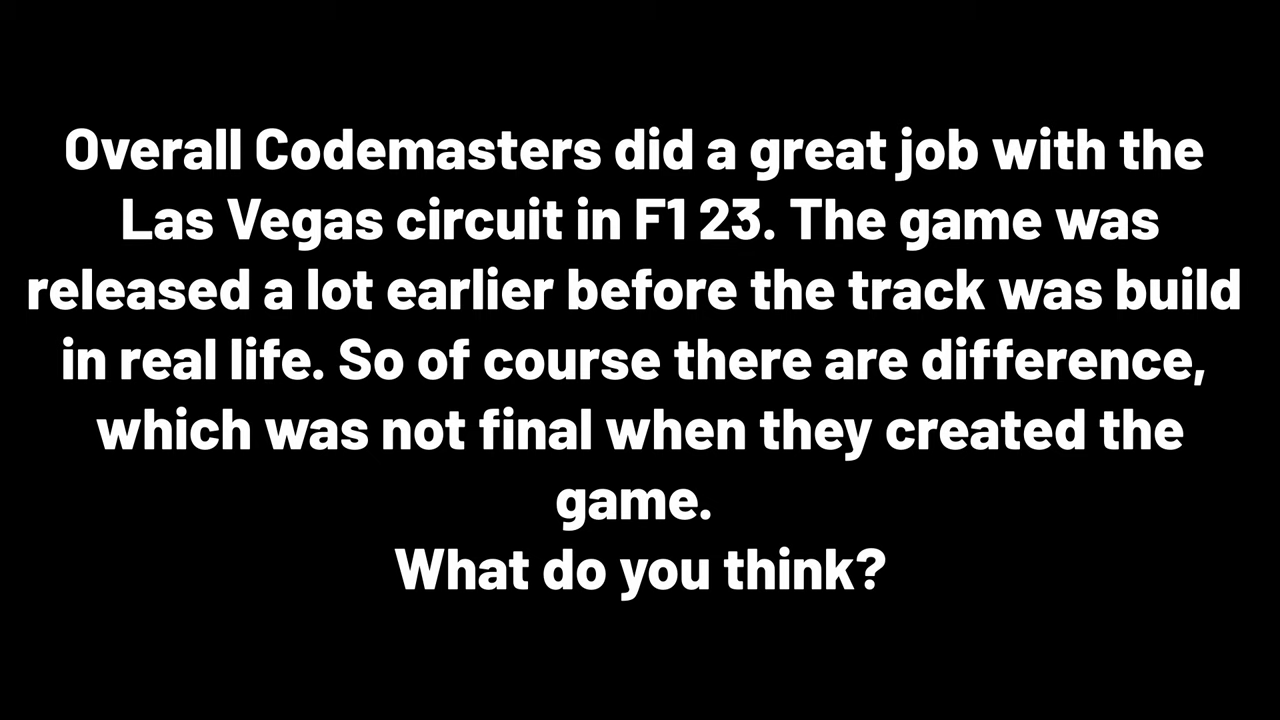 Overall Codemasters did a great job with the
Las Vegas circuit in F1 23. The game was
released a lot earlier before the track was build
in real life. So of course there are difference,
which was not final when they created the
game.
What do you think?